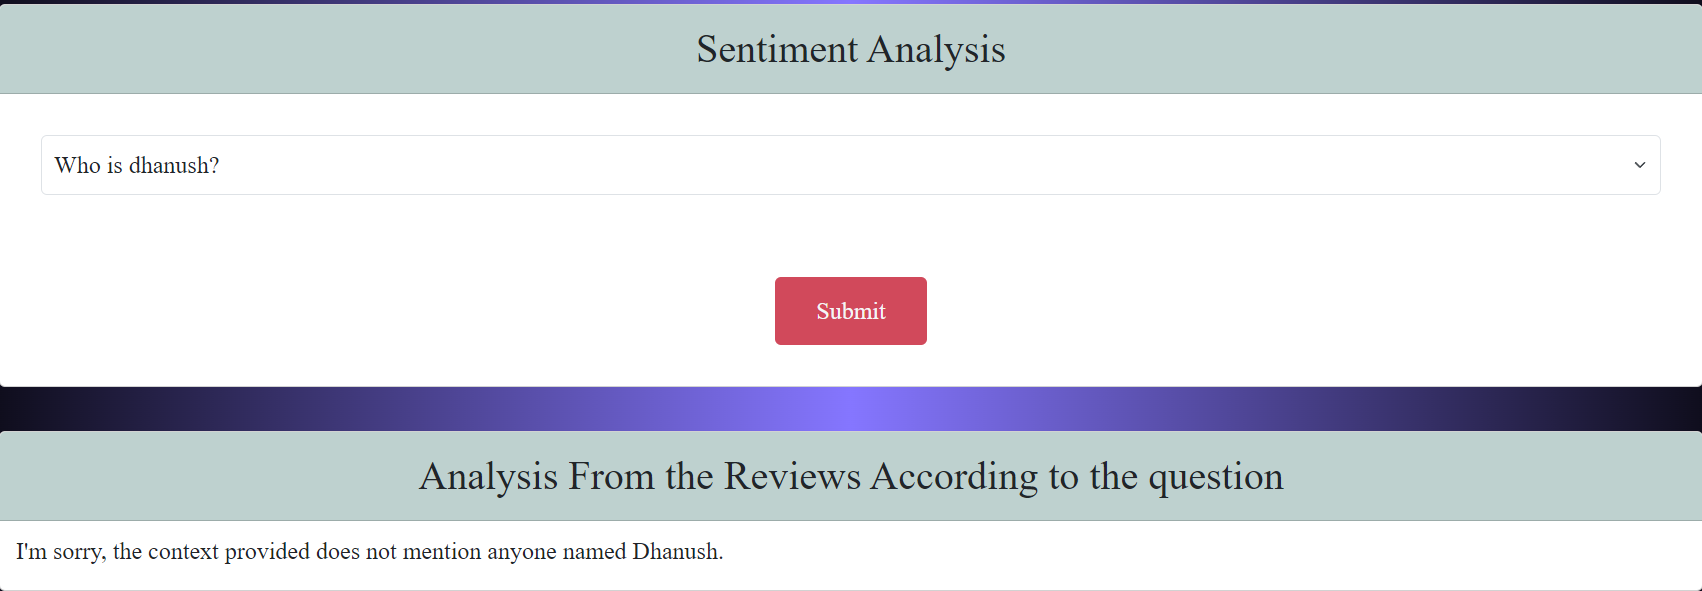 Sentiment Analysis
Who is dhanush?
Submit
Analysis From the Reviews According to the question
I'm sorry, the context provided does not mention anyone named Dhanush.